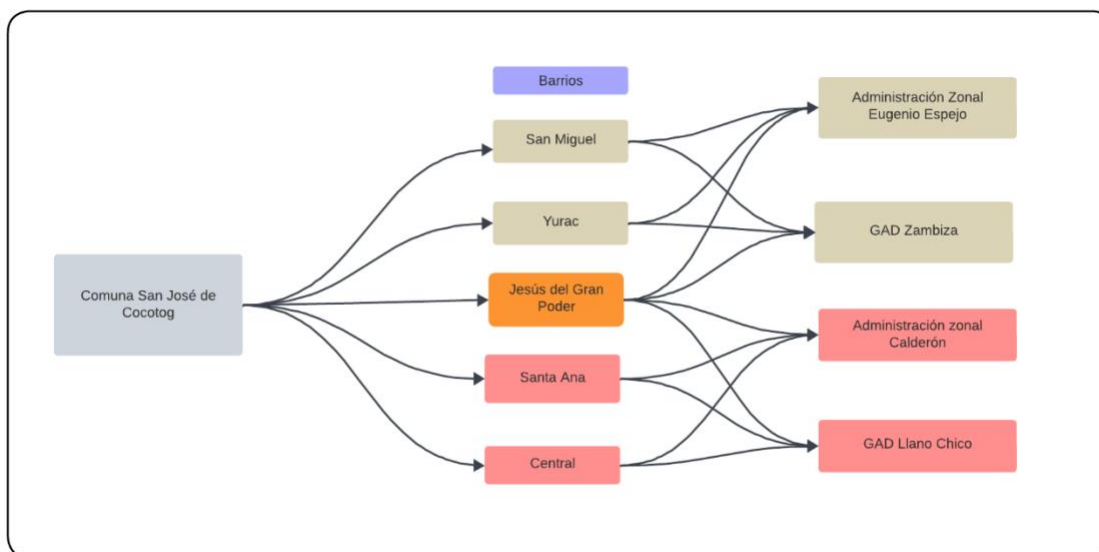 Comuna San José de
Cocotog
Barrios
San Miguel
Yurac
Jesús del Gran
Poder
Santa Ana
Central
Administración Zonal
Eugenio Espejo
GAD Zambiza
Administración zonal
Calderón
GAD Llano Chico